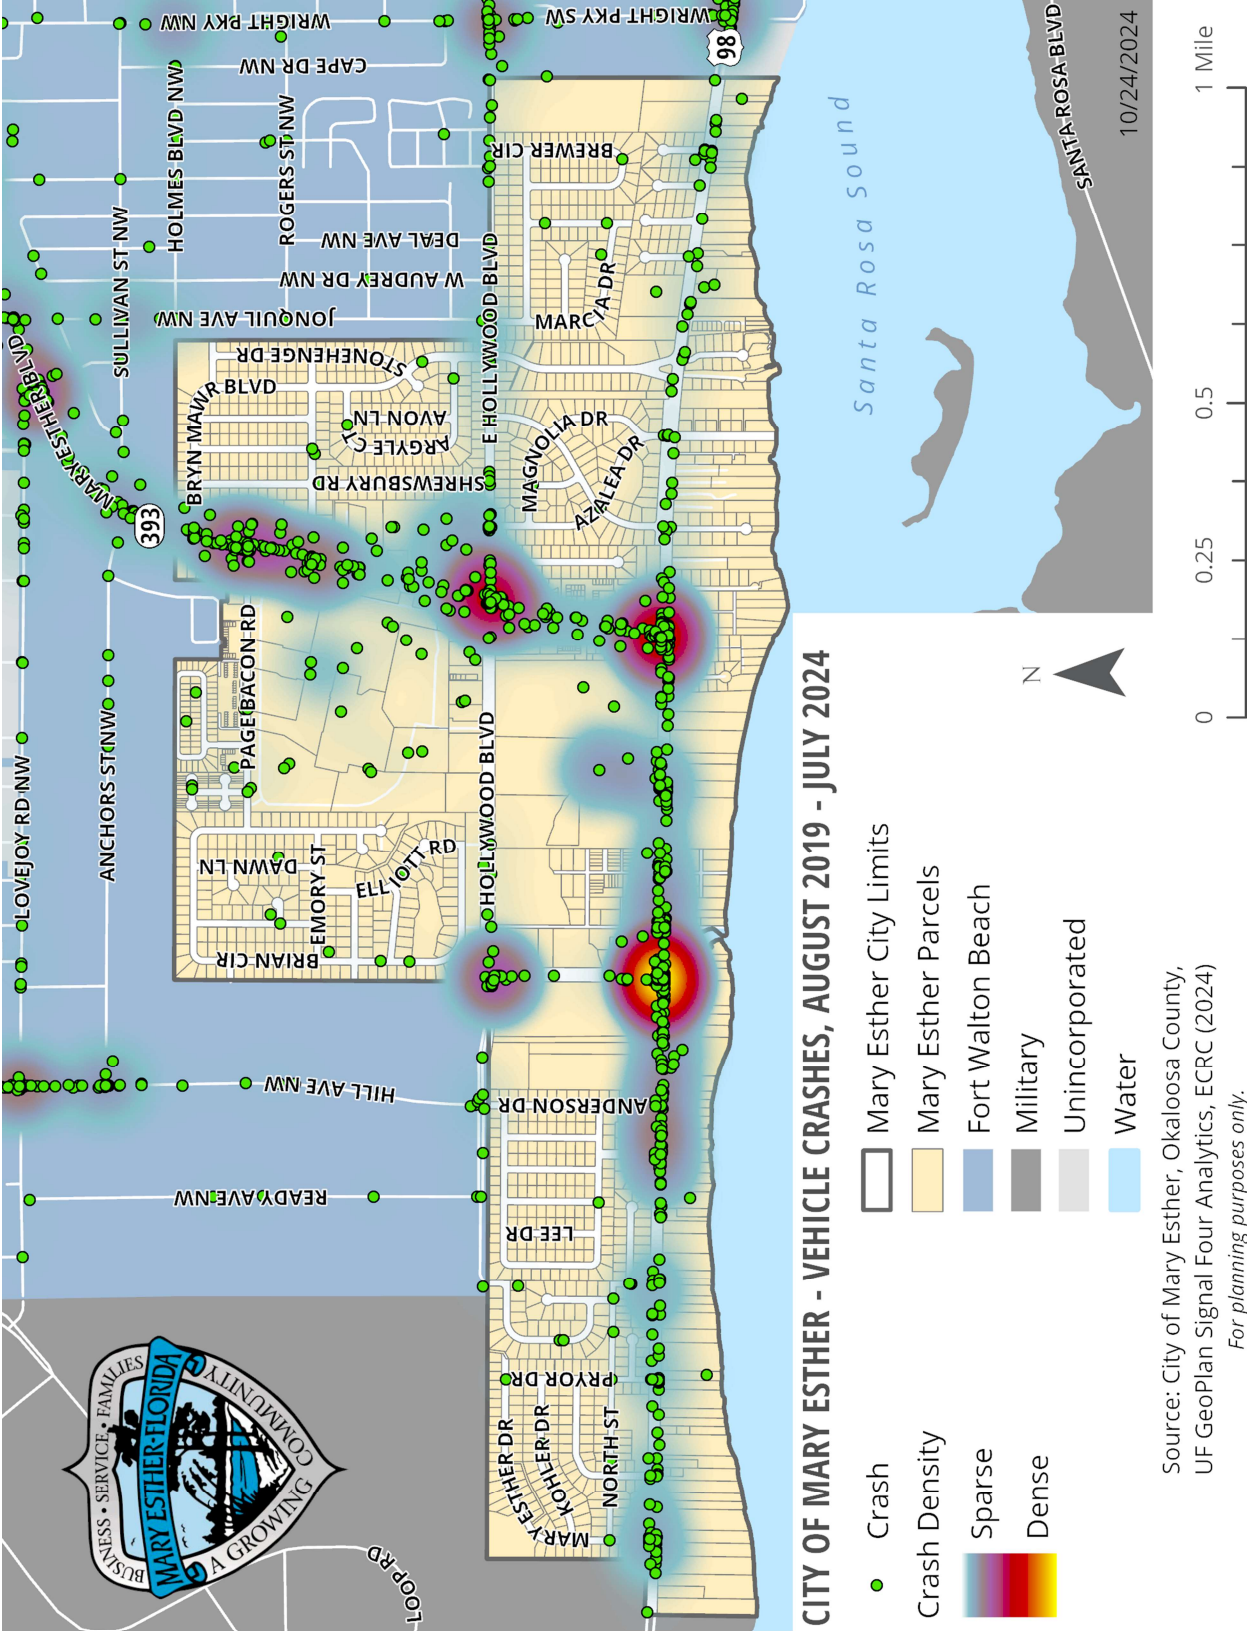 BUSINESS • SERVICE • FAMILIES
MARY ESTHER•FLORIDA
A GROWING COMMUNITY
LOOP RD
LOVEJOY RD NW
ANCHORS ST NW
READY AVE NW
HILL AVE NW
MARY ESTHER BLVD
393
SULLIVAN ST NW
HOLMES BLVD NW
ROGERS ST NW
WRIGHT PKY NW
WRIGHT PKY SW
CAPE DR NW
DEAL AVE NW
W AUDREY DR NW
JONQUIL AVE NW
98
BRIAN CIR
DAWN LN
EMORY ST
ELLIOTT RD
PAGE BACON RD
BRYN MAWR BLVD
STONEHENGE DR
AVON LN
ARGYLE CT
SHREWSBURY RD
HOLLYWOOD BLVD
E HOLLYWOOD BLVD
BREWER CIR
MARCIA DR
MAGNOLIA DR
AZALEA DR
ANDERSON DR
LEE DR
PRYOR DR
MARY ESTHER DR
KOHLER DR
NORTH ST
MAR
Santa Rosa Sound
SANTA ROSA BLVD
CITY OF MARY ESTHER - VEHICLE CRASHES, AUGUST 2019 - JULY 2024
Crash
Crash Density
Sparse
Dense
Mary Esther City Limits
Mary Esther Parcels
Fort Walton Beach
Military
Unincorporated
Water
Source: City of Mary Esther, Okaloosa County,
UF GeoPlan Signal Four Analytics, ECRC (2024)
For planning purposes only.
N
0 0.25 0.5 1 Mile
10/24/2024